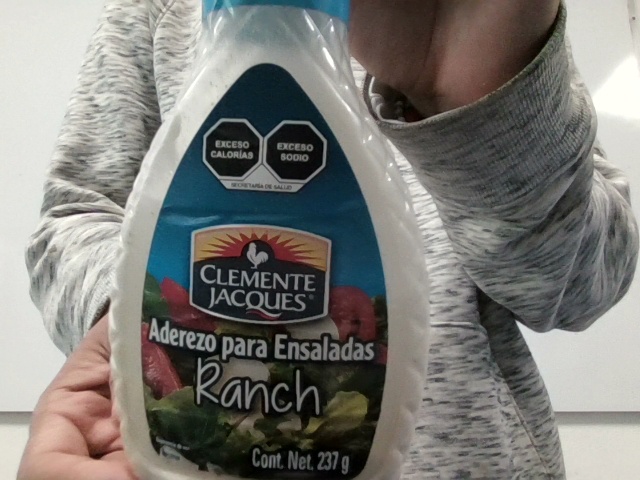 EXCESO
CALORÍAS
EXCESO
SODIO
SECRETARÍA DE SALUD
CLEMENTE
JACQUES®
Aderezo para Ensaladas
Ranch
Cont. Net. 237 g